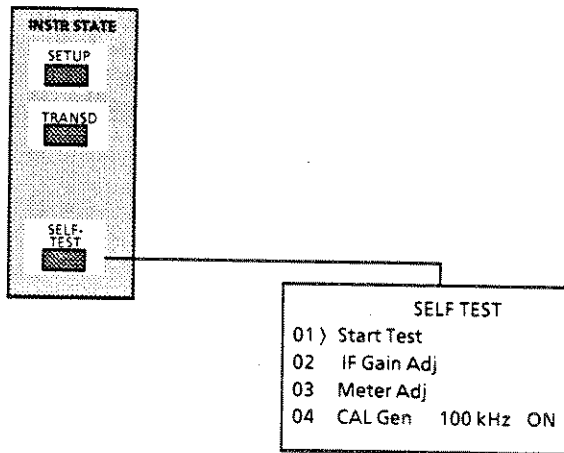 INSTR STATE
SETUP
TRANSD
SELF-
TEST
SELF TEST
01 ) Start Test
02 IF Gain Adj
03 Meter Adj
04 CAL Gen 100 kHz ON